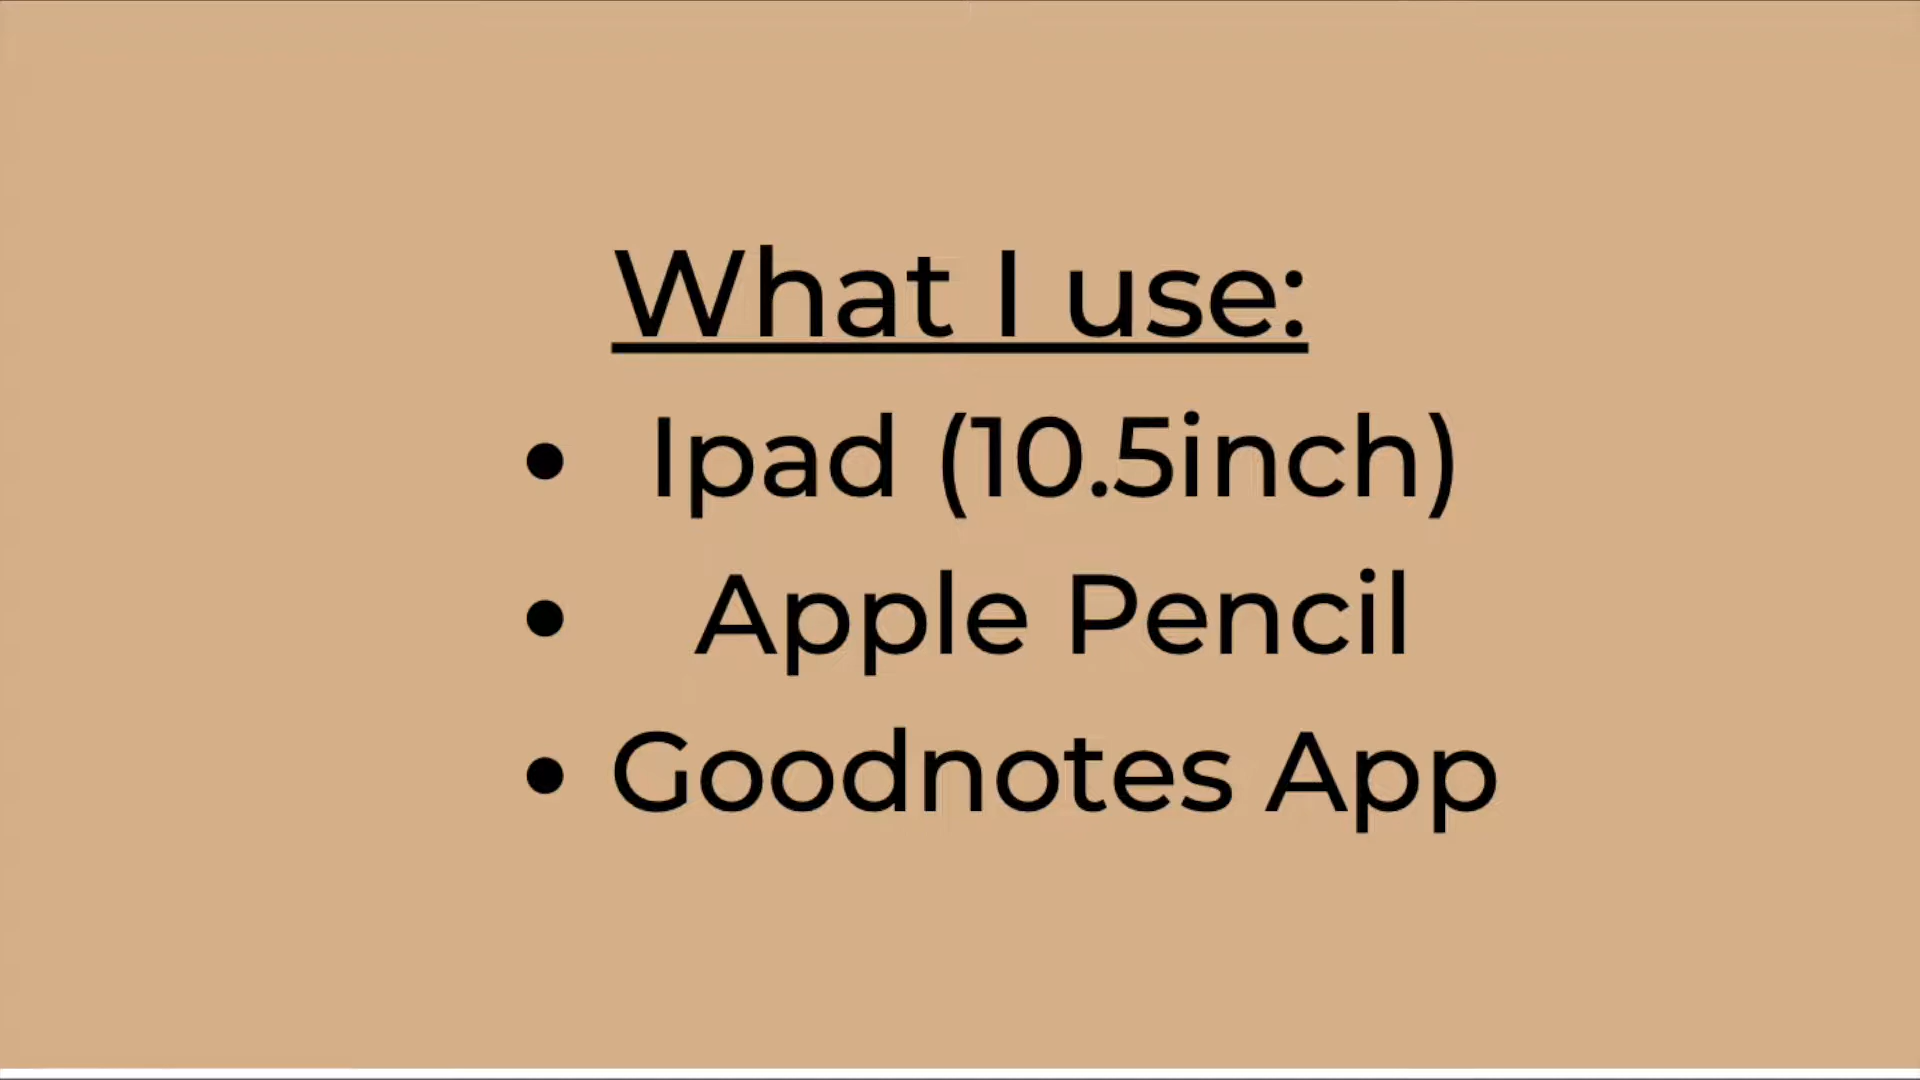 What I use:
• Ipad (10.5inch)
• Apple Pencil
• Goodnotes App